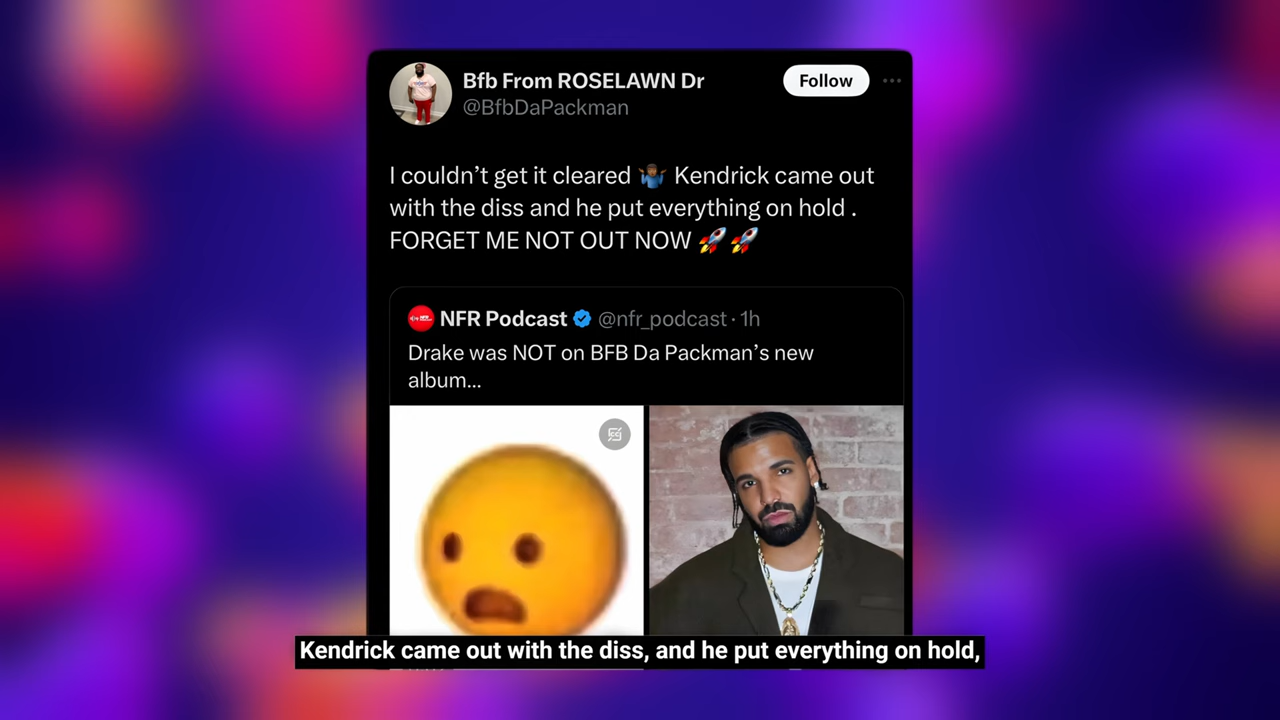 Bfb From ROSELAWN Dr
Follow
@BfbDaPackman
I couldn’t get it cleared 🤷🏾‍♂️ Kendrick came out
with the diss and he put everything on hold .
FORGET ME NOT OUT NOW 🚀 🚀
NFR Podcast @nfr_podcast · 1h
Drake was NOT on BFB Da Packman’s new
album...
Kendrick came out with the diss, and he put everything on hold,